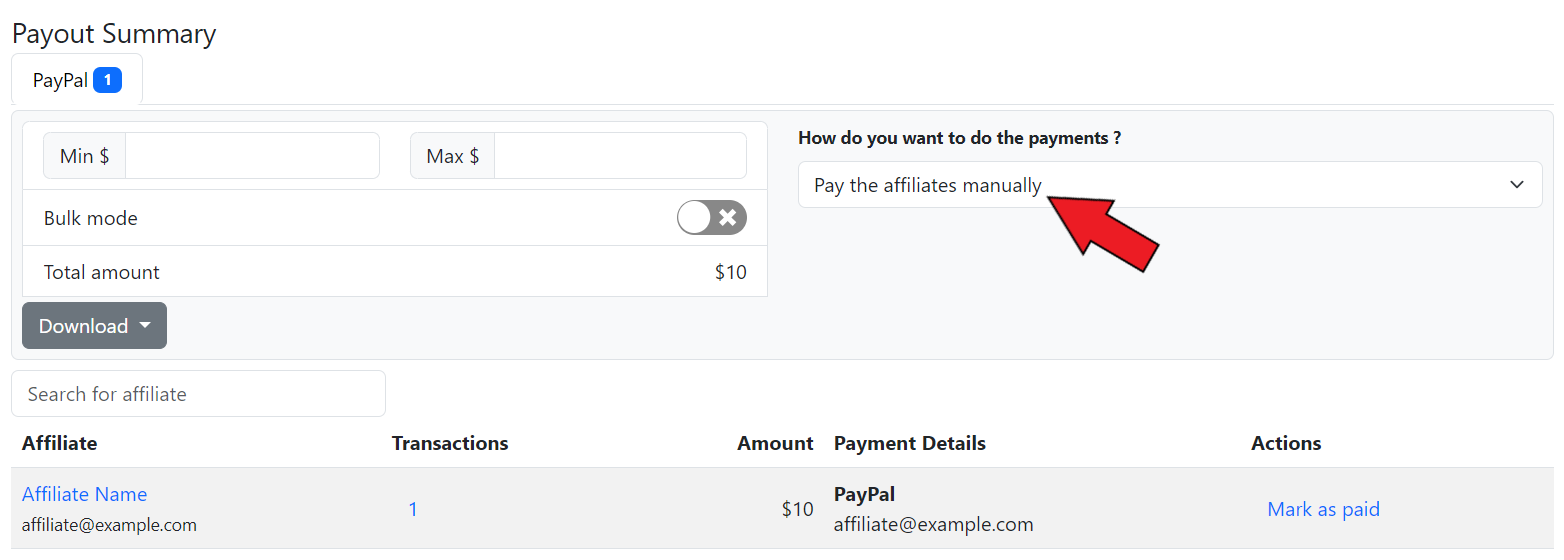 Payout Summary
PayPal 1
Min $
Max $
How do you want to do the payments ?
Pay the affiliates manually
Bulk mode
Total amount $10
Download
Search for affiliate
Affiliate Transactions Amount Payment Details Actions
Affiliate Name 1 $10 PayPal Mark as paid
affiliate@example.com affiliate@example.com